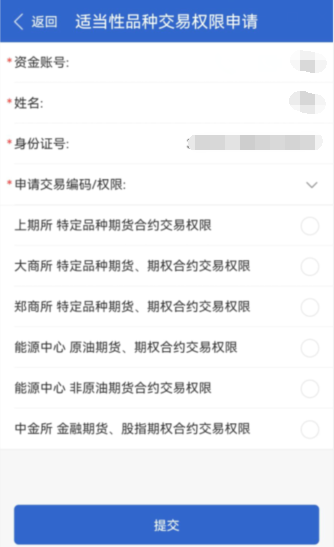 返回 适当性品种交易权限申请
*资金账号:
*姓名:
*身份证号:
*申请交易编码/权限:
上期所 特定品种期货合约交易权限
大商所 特定品种期货、期权合约交易权限
郑商所 特定品种期货、期权合约交易权限
能源中心 原油期货、期权合约交易权限
能源中心 非原油期货合约交易权限
中金所 金融期货、股指期权合约交易权限
提交